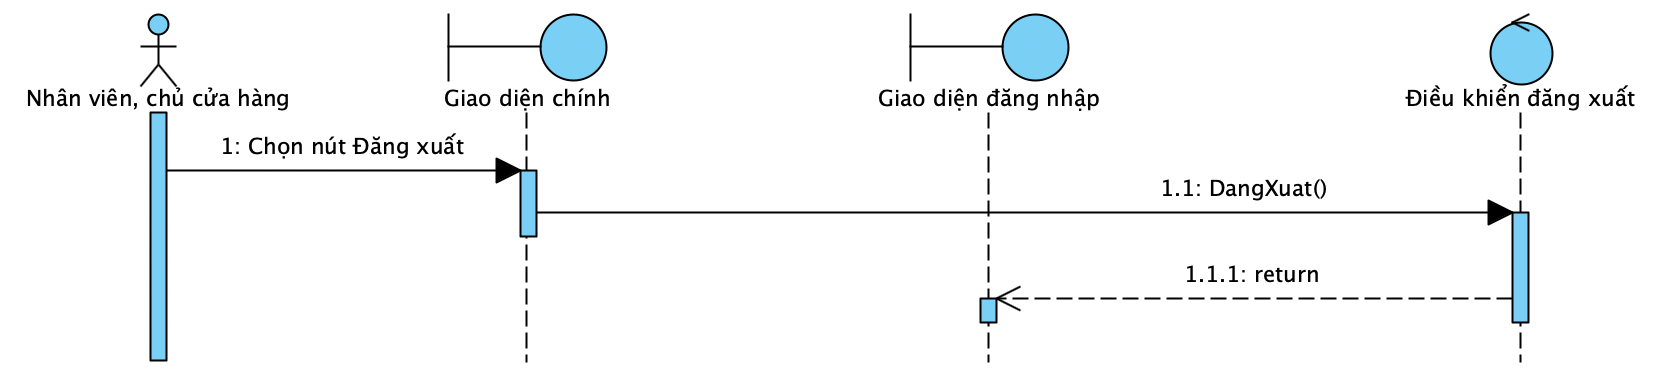 Nhân viên, chủ cửa hàng
Giao diện chính
Giao diện đăng nhập
Điều khiển đăng xuất
1: Chọn nút Đăng xuất
1.1: DangXuat()
1.1.1: return